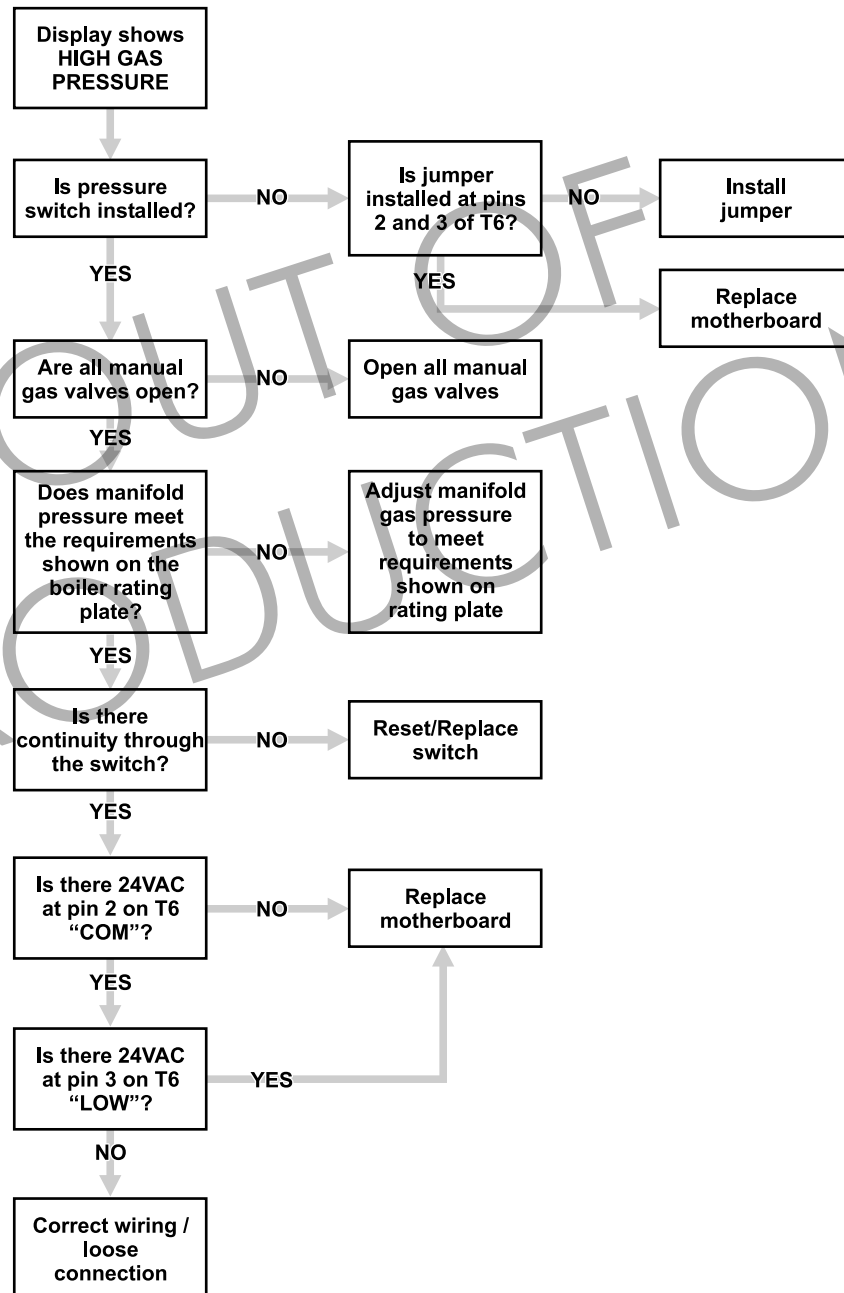 Display shows
HIGH GAS
PRESSURE
Is pressure
switch installed?
NO
Is jumper
installed at pins
2 and 3 of T6?
NO
Install
jumper
YES
YES
Replace
motherboard
Are all manual
gas valves open?
NO
Open all manual
gas valves
YES
Does manifold
pressure meet
the requirements
shown on the
boiler rating
plate?
NO
Adjust manifold
gas pressure
to meet
requirements
shown on
rating plate
YES
Is there
continuity through
the switch?
NO
Reset/Replace
switch
YES
Is there 24VAC
at pin 2 on T6
“COM”?
NO
Replace
motherboard
YES
Is there 24VAC
at pin 3 on T6
“LOW”?
YES
NO
Correct wiring /
loose
connection
OUT OF
PRODUCTION